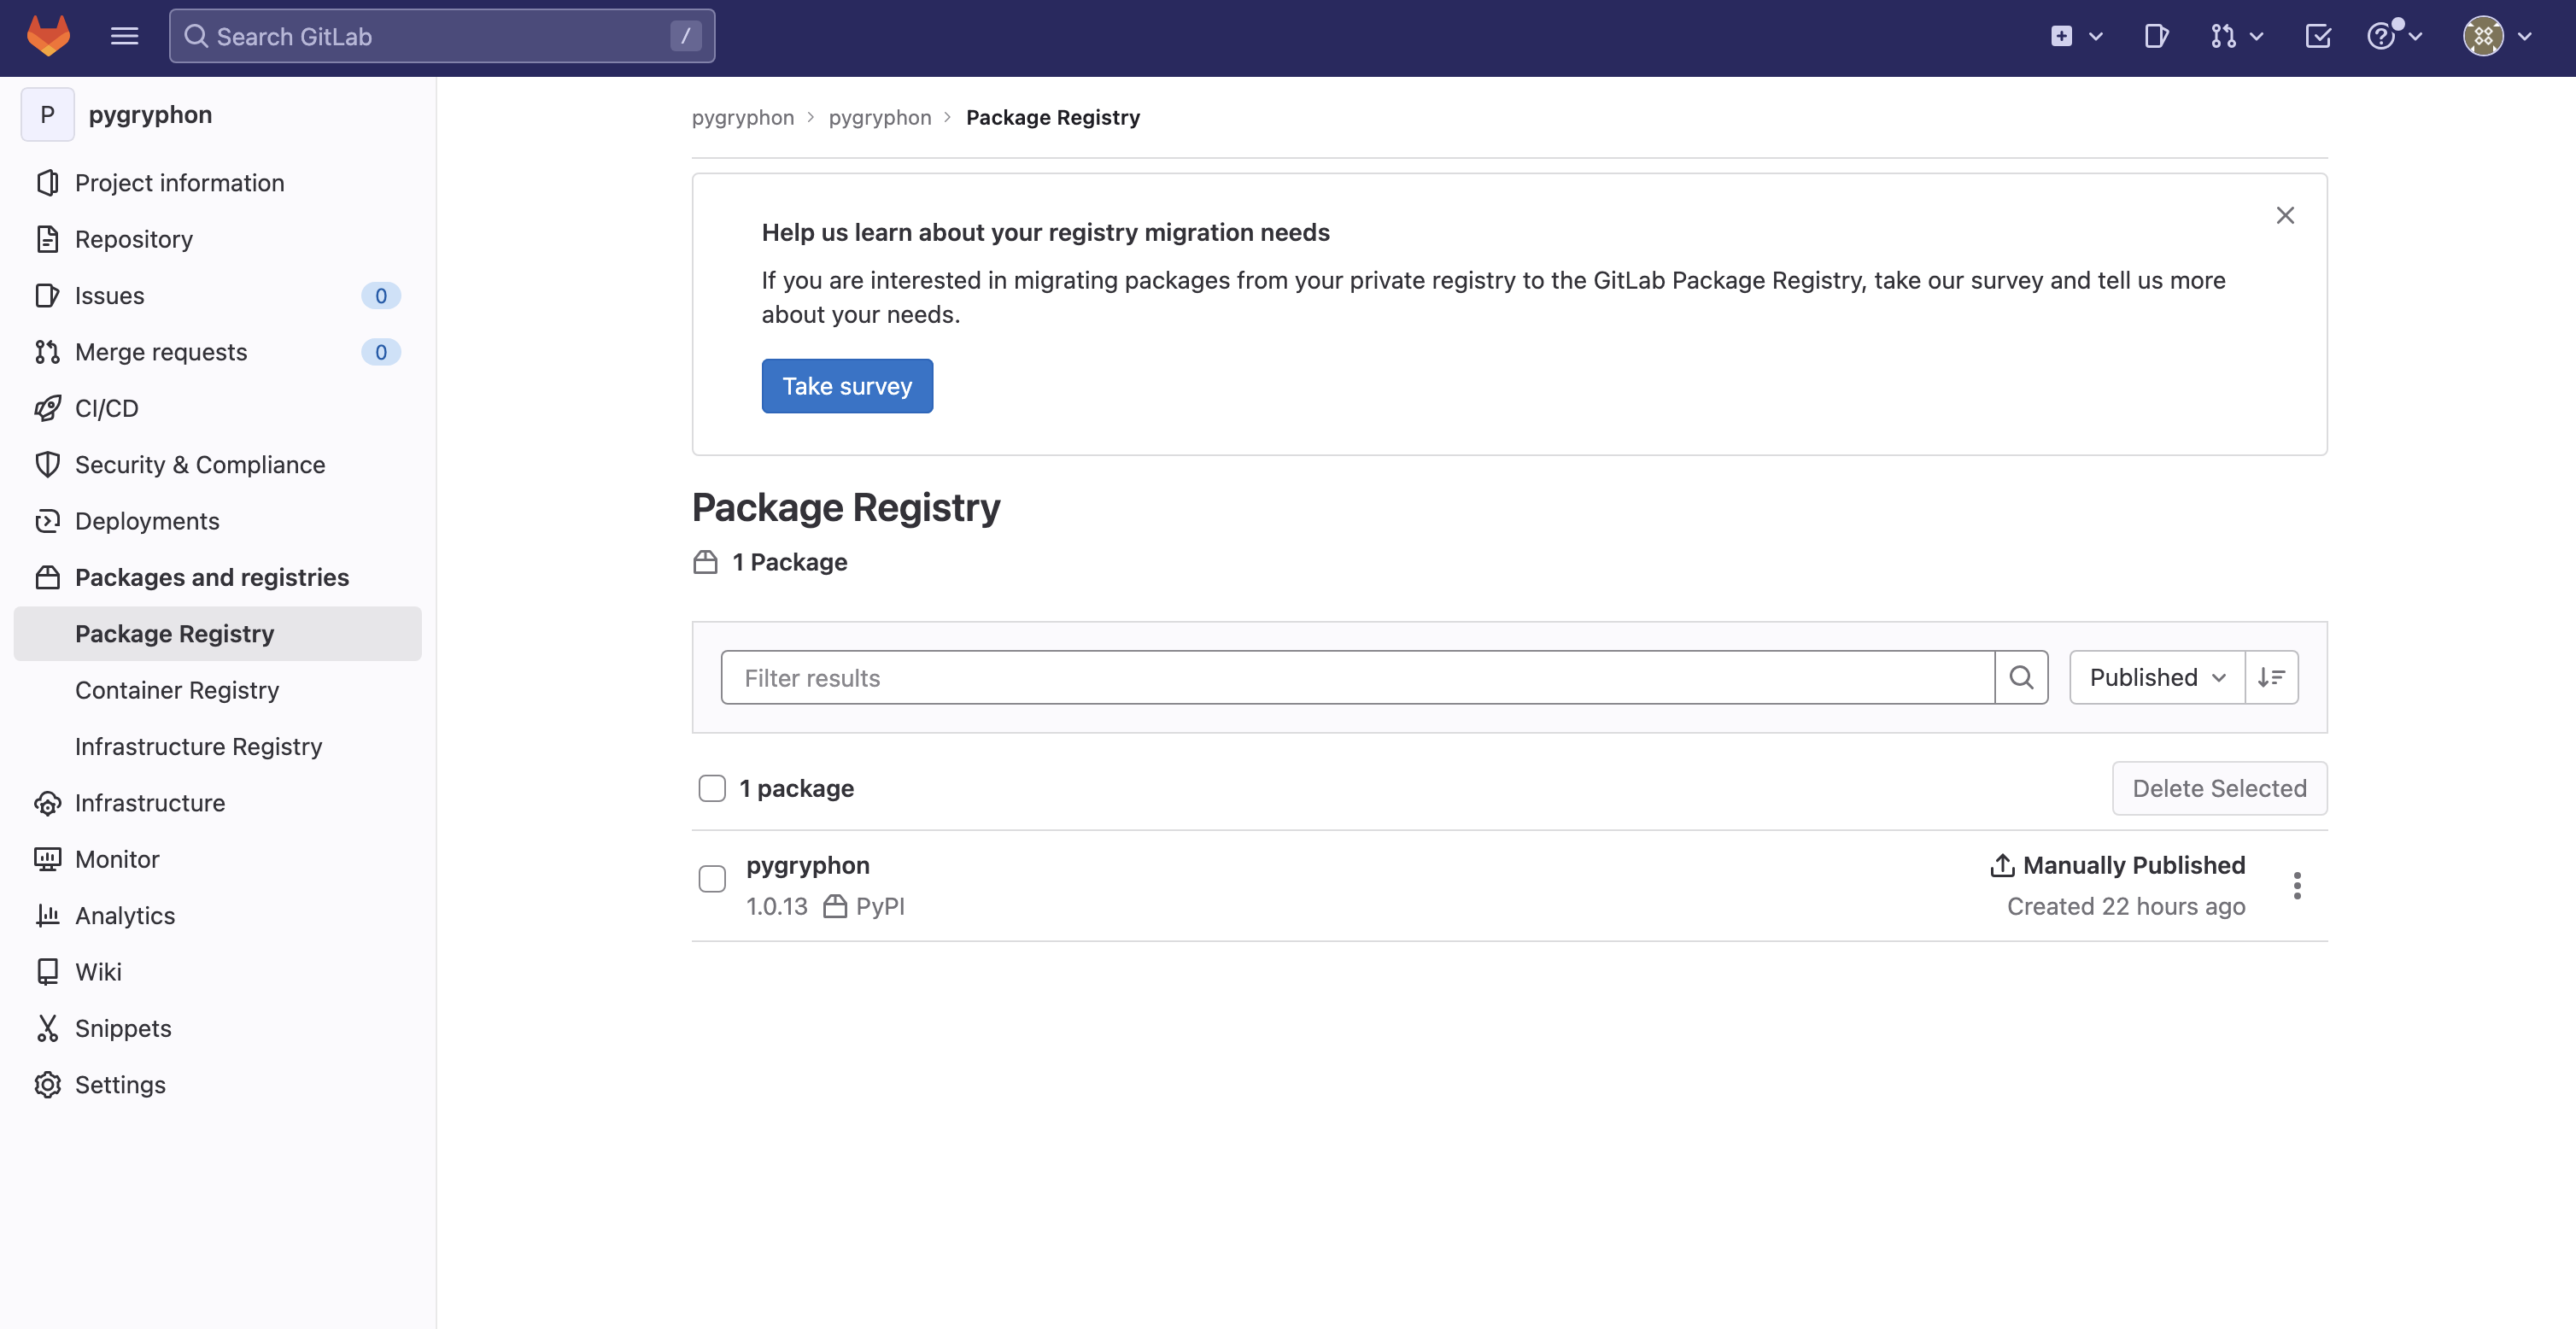 Search GitLab /
P pygryphon
Project information
Repository
Issues 0
Merge requests 0
CI/CD
Security & Compliance
Deployments
Packages and registries
Package Registry
Container Registry
Infrastructure Registry
Infrastructure
Monitor
Analytics
Wiki
Snippets
Settings
pygryphon > pygryphon > Package Registry
Help us learn about your registry migration needs
If you are interested in migrating packages from your private registry to the GitLab Package Registry, take our survey and tell us more
about your needs.
Take survey
Package Registry
1 Package
Filter results
Published
1 package
Delete Selected
pygryphon
Manually Published
1.0.13 PyPI
Created 22 hours ago